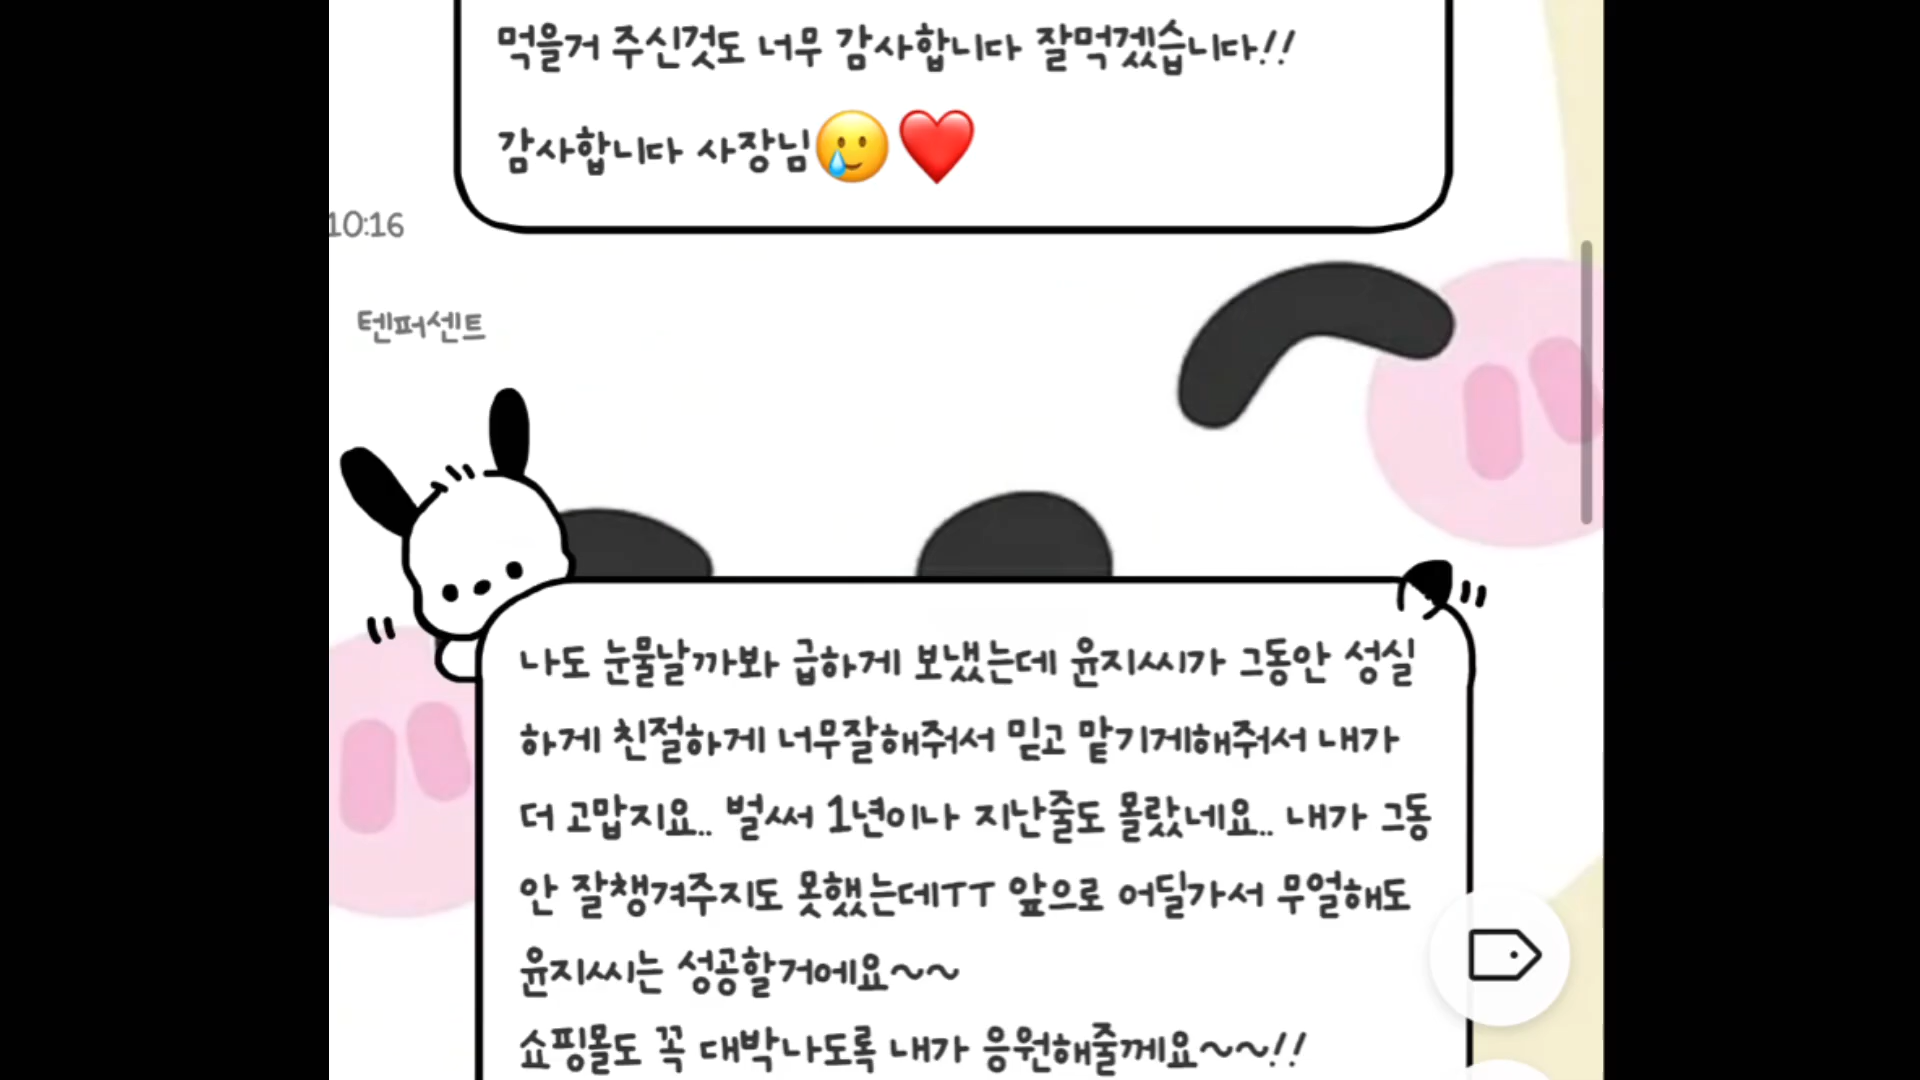 먹을거 주신것도 너무 감사합니다 잘먹겠습니다!!
감사합니다 사장님🥲❤️
10:16
텐퍼센트
나도 눈물날까봐 급하게 보냈는데 윤지씨가 그동안 성실
하게 친절하게 너무잘해줘서 믿고 맡기게해줘서 내가
더 고맙지요.. 벌써 1년이나 지난줄도 몰랐네요.. 내가 그동
안 잘챙겨주지도 못했는데TT 앞으로 어딜가서 무얼해도
윤지씨는 성공할거에요~~
쇼핑몰도 꼭 대박나도록 내가 응원해줄께요~~!!